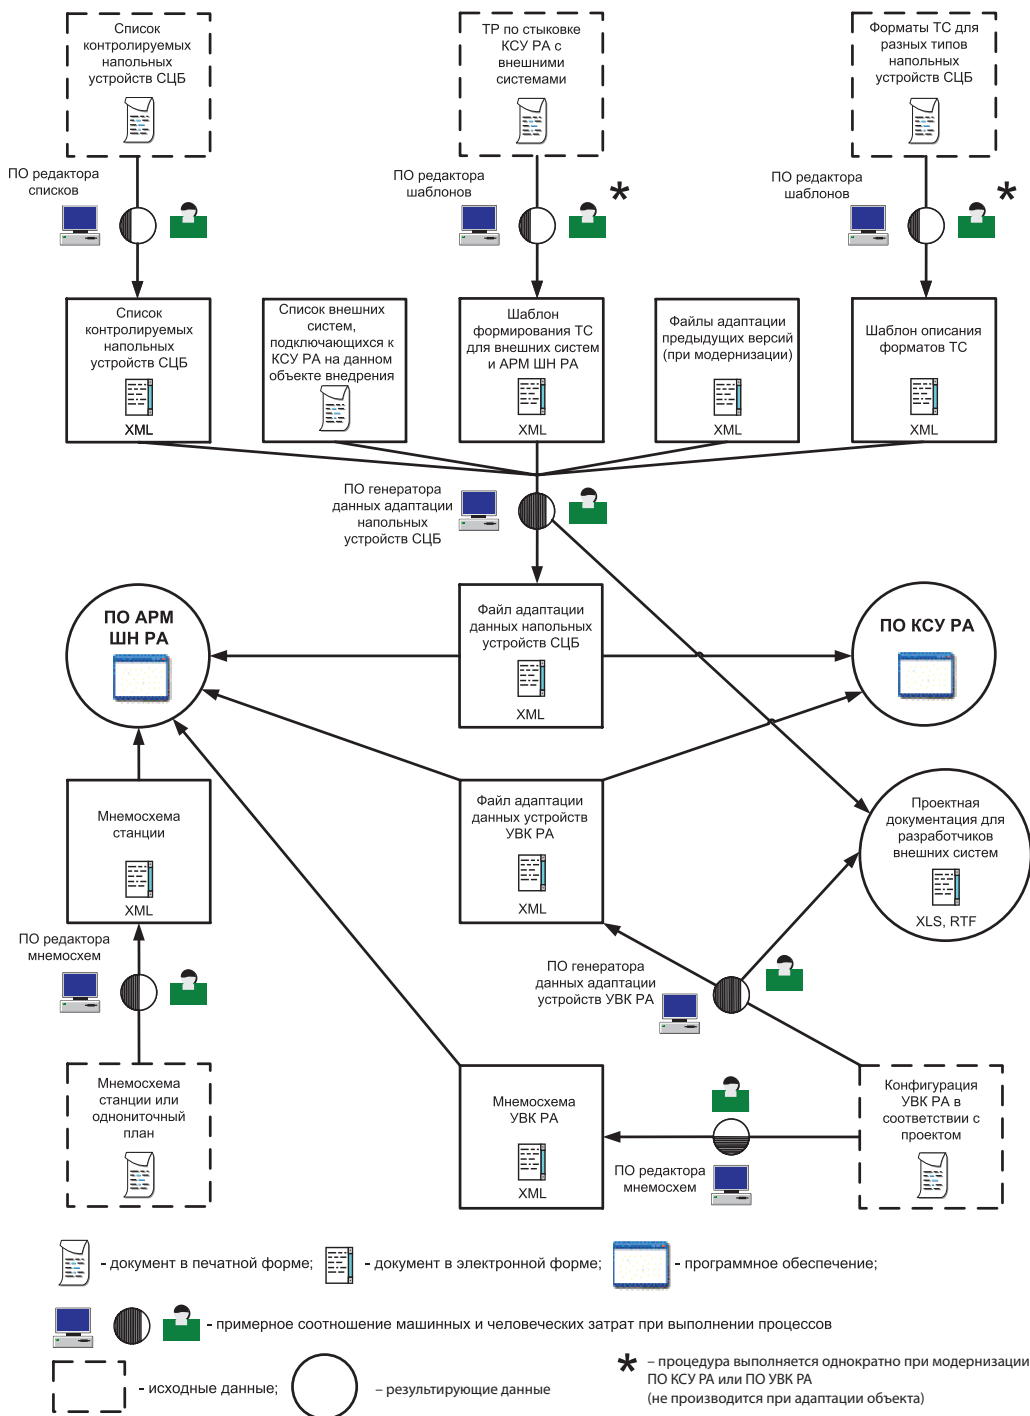 Список
контролируемых
напольных
устройств СЦБ
ТР по стыковке
КСУ РА с
внешними
системами
Форматы ТС для
разных типов
напольных
устройств СЦБ
ПО редактора
списков
ПО редактора
шаблонов
*
ПО редактора
шаблонов
*
Список
контролируемых
напольных
устройств СЦБ
XML
Список внешних
систем,
подключающихся к
КСУ РА на данном
объекте внедрения
Шаблон
формирования ТС
для внешних систем
и АРМ ШН РА
XML
Файлы адаптации
предыдущих версий
(при модернизации)
XML
Шаблон описания
форматов ТС
XML
ПО генератора
данных адаптации
напольных
устройств СЦБ
ПО АРМ
ШН РА
Файл адаптации
данных напольных
устройств СЦБ
XML
ПО КСУ РА
Мнемосхема
станции
XML
Файл адаптации
данных устройств
УВК РА
XML
Проектная
документация для
разработчиков
внешних систем
XLS, RTF
ПО редактора
мнемосхем
ПО генератора
данных адаптации
устройств УВК РА
Мнемосхема
станции или
однониточный
план
Мнемосхема
УВК РА
XML
ПО редактора
мнемосхем
Конфигурация
УВК РА в
соответствии с
проектом
- документ в печатной форме;
- документ в электронной форме;
- программное обеспечение;
- примерное соотношение машинных и человеческих затрат при выполнении процессов
- исходные данные;
– результирующие данные
* – процедура выполняется однократно при модернизации
ПО КСУ РА или ПО УВК РА
(не производится при адаптации объекта)